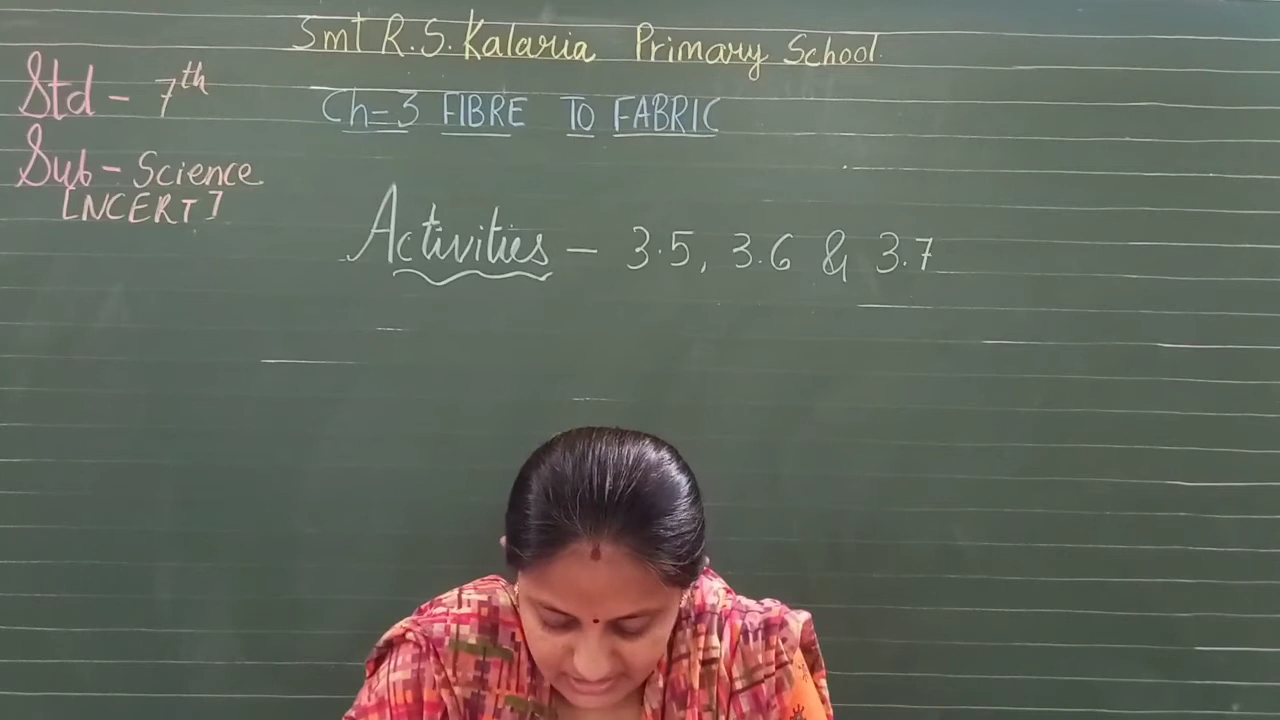 Smt R.S. Kalaria Primary School.
Std - 7th
Ch=3 FIBRE TO FABRIC
Sub - Science
[NCERT]
Activities - 3.5, 3.6 & 3.7